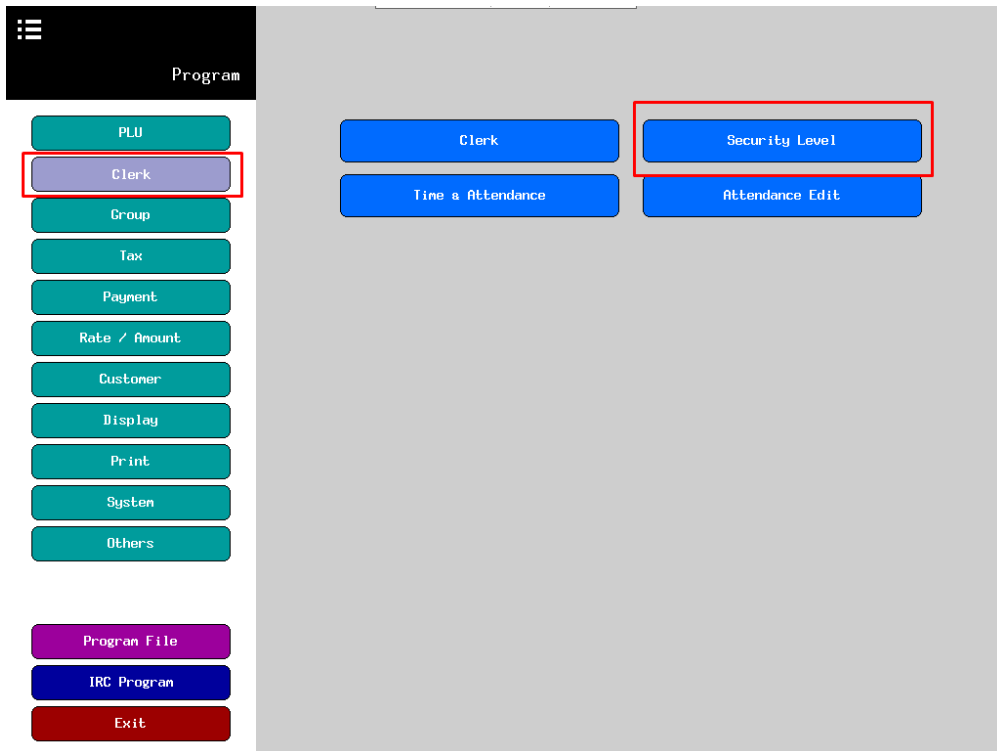 Program
PLU
Clerk
Group
Tax
Payment
Rate / Amount
Customer
Display
Print
System
Others
Program File
IRC Program
Exit
Clerk
Security Level
Time & Attendance
Attendance Edit